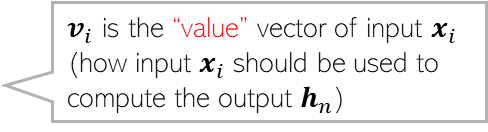 𝒗ᵢ is the “value” vector of input 𝒙ᵢ
(how input 𝒙ᵢ should be used to
compute the output 𝒉ₙ)